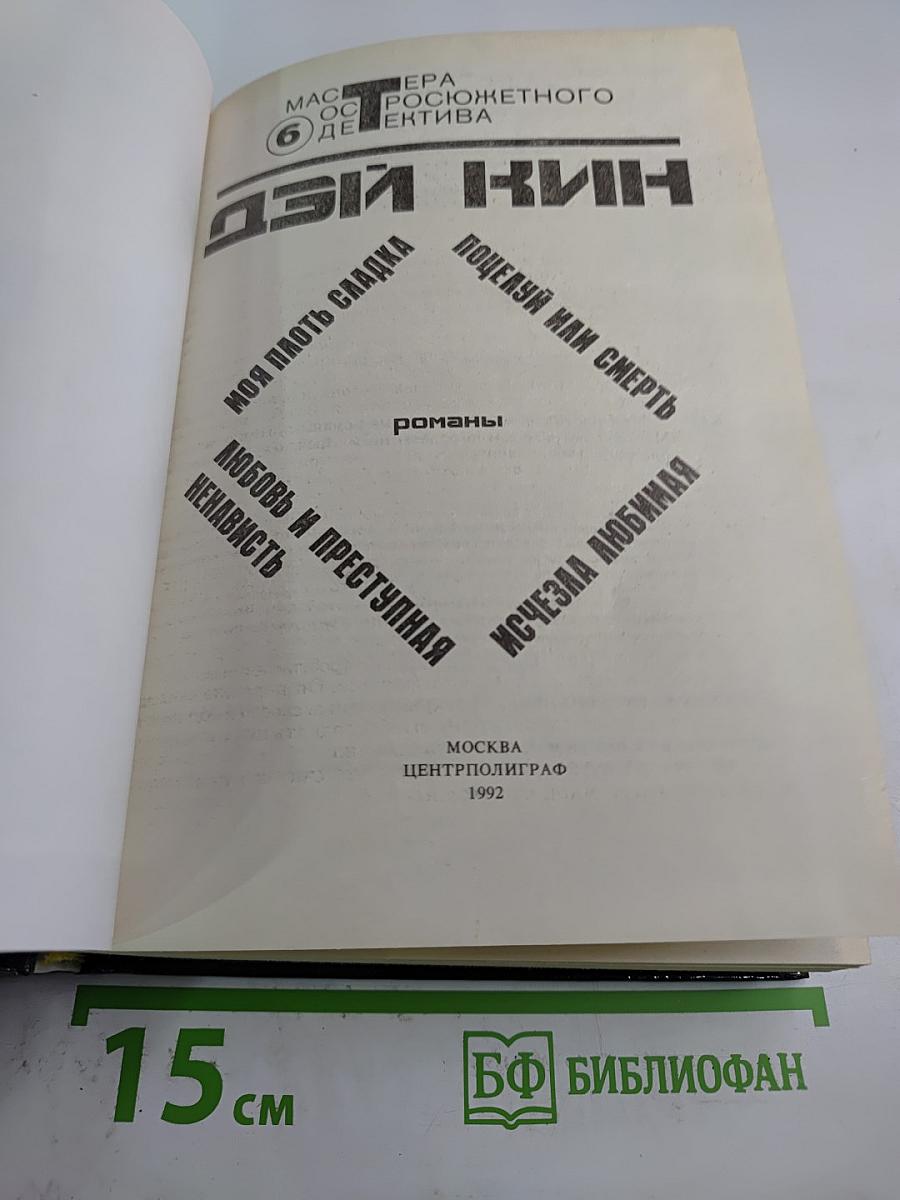 МАСТЕРА
ОСТРОСЮЖЕТНОГО
ДЕТЕКТИВА
6
ДЭЙ КИН
МОЯ ПЛОТЬ СЛАДКА
ПОЦЕЛУЙ ИЛИ СМЕРТЬ
романы
ЛЮБОВЬ И ПРЕСТУПНАЯ
НЕНАВИСТЬ
ИСЧЕЗЛА ЛЮБИМАЯ
МОСКВА
ЦЕНТРПОЛИГРАФ
1992
15 см
БФ БИБЛИОФАН